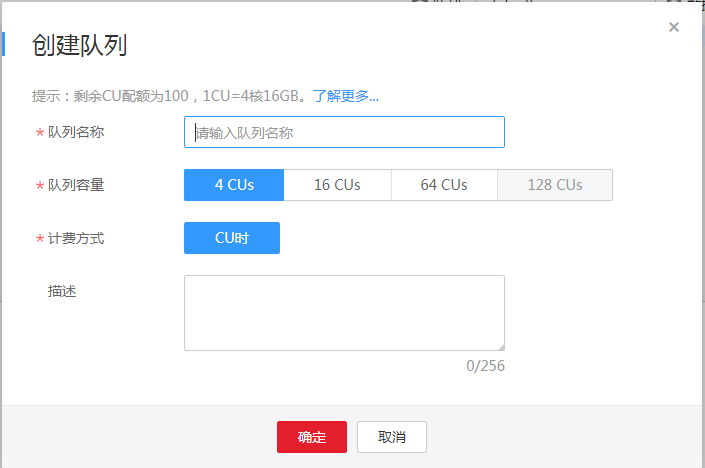 创建队列
×
提示：剩余CU配额为100，1CU=4核16GB。了解更多...
* 队列名称 请输入队列名称
* 队列容量 4 CUs 16 CUs 64 CUs 128 CUs
* 计费方式 CU时
描述
0/256
确定 取消